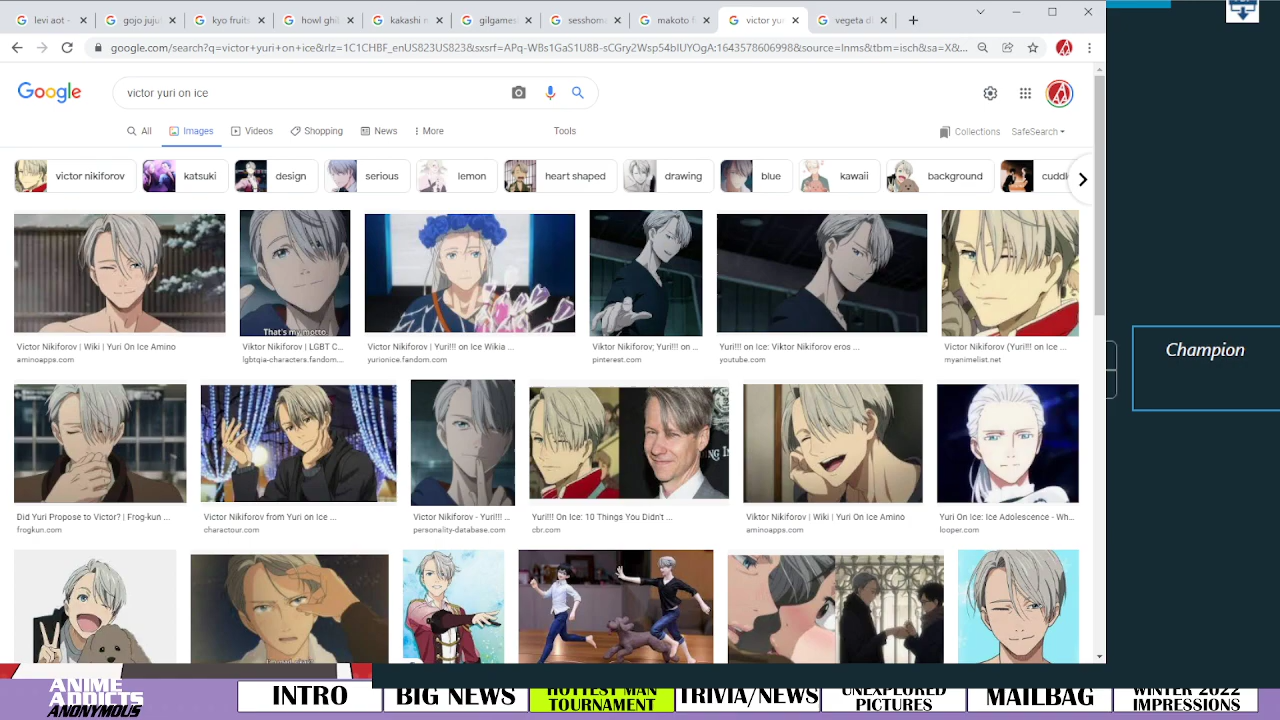 levi aot
gojo juju
kyo fruits
howl ghi
kakashi n
gilgames
sesshom
makoto f
victor yur
vegeta d
google.com/search?q=victor+yuri+on+ice&rlz=1C1VIBF_enUS823US823&sxsrf=APq-WBs1GaS1U8B-sCGry2Wsp54bIUYOgA:1643578606998&source=lnms&tbm=isch&sa=X&...
Google
victor yuri on ice
All
Images
Videos
Shopping
News
More
Tools
Collections
SafeSearch
victor nikiforov
katsuki
design
serious
lemon
heart shaped
drawing
blue
kawaii
background
cuddl
That's my motto.
Victor Nikiforov | Wiki | Yuri On Ice Amino
aminoapps.com
Viktor Nikiforov | LGBT C...
lgbtqia-characters.fandom....
Victor Nikiforov | Yuri!!! on Ice Wikia ...
yurionice.fandom.com
Viktor Nikiforov; Yuri!!! on ...
pinterest.com
Yuri!!! on Ice: Viktor Nikiforov eros ...
youtube.com
Victor Nikiforov (Yuri!!! on Ice ...
myanimelist.net
Did Yuri Propose to Victor? | Frog-kun ...
frogkun.com
Victor Nikiforov from Yuri on Ice ...
charactour.com
Victor Nikiforov - Yuri!!! ...
personality-database.com
Yuri!!! On Ice: 10 Things You Didn't ...
cbr.com
Viktor Nikiforov | Wiki | Yuri On Ice Amino
aminoapps.com
Yuri On Ice: Ice Adolescence - Wh...
looper.com
Champion
ANIME
ADDICTS
ANONYMOUS
INTRO
BIG NEWS
HOTTEST MAN
TOURNAMENT
TRIVIA/NEWS
UNEXPLORED
PICTURES
MAILBAG
WINTER 2022
IMPRESSIONS